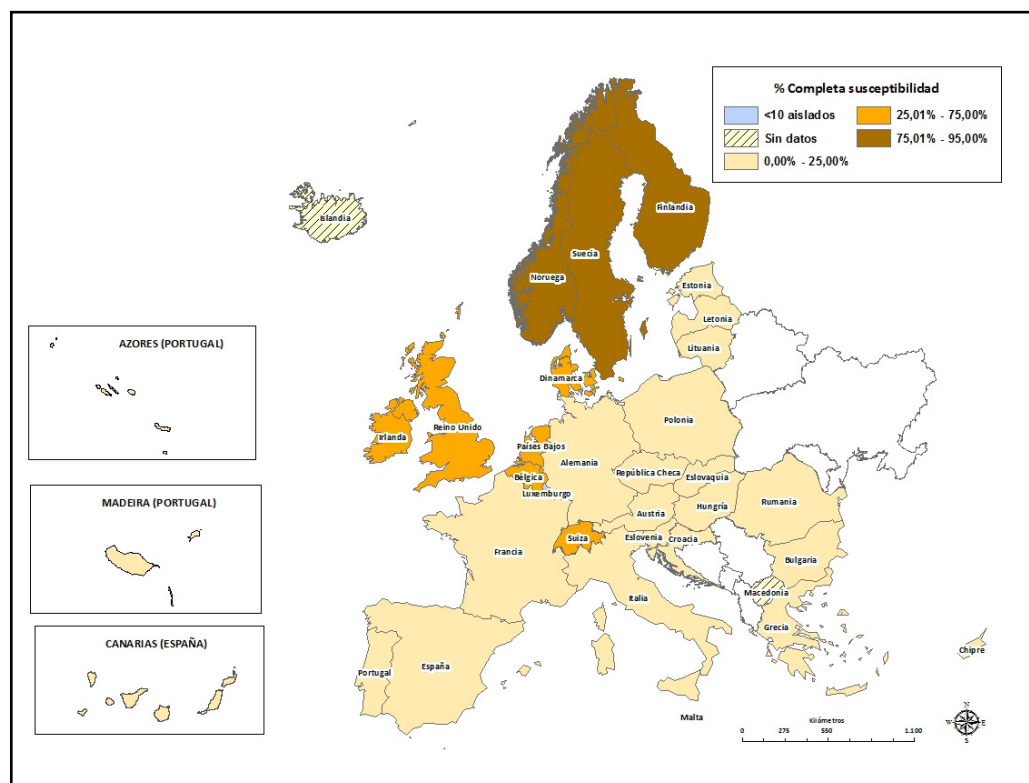 % Completa susceptibilidad
<10 aislados
25,01% - 75,00%
Sin datos
75,01% - 95,00%
0,00% - 25,00%
Islandia
Finlandia
Suecia
Noruega
Estonia
Letonia
Lituania
AZORES (PORTUGAL)
Dinamarca
Reino Unido
Irlanda
Países Bajos
Polonia
Alemania
Bélgica
República Checa
Eslovaquia
Luxemburgo
MADEIRA (PORTUGAL)
Austria
Hungría
Rumania
Suiza
Eslovenia
Croacia
Francia
Bulgaria
Macedonia
Italia
Grecia
CANARIAS (ESPAÑA)
Chipre
España
Portugal
Malta
Kilómetros
0 275 550 1.100
N
W E
S